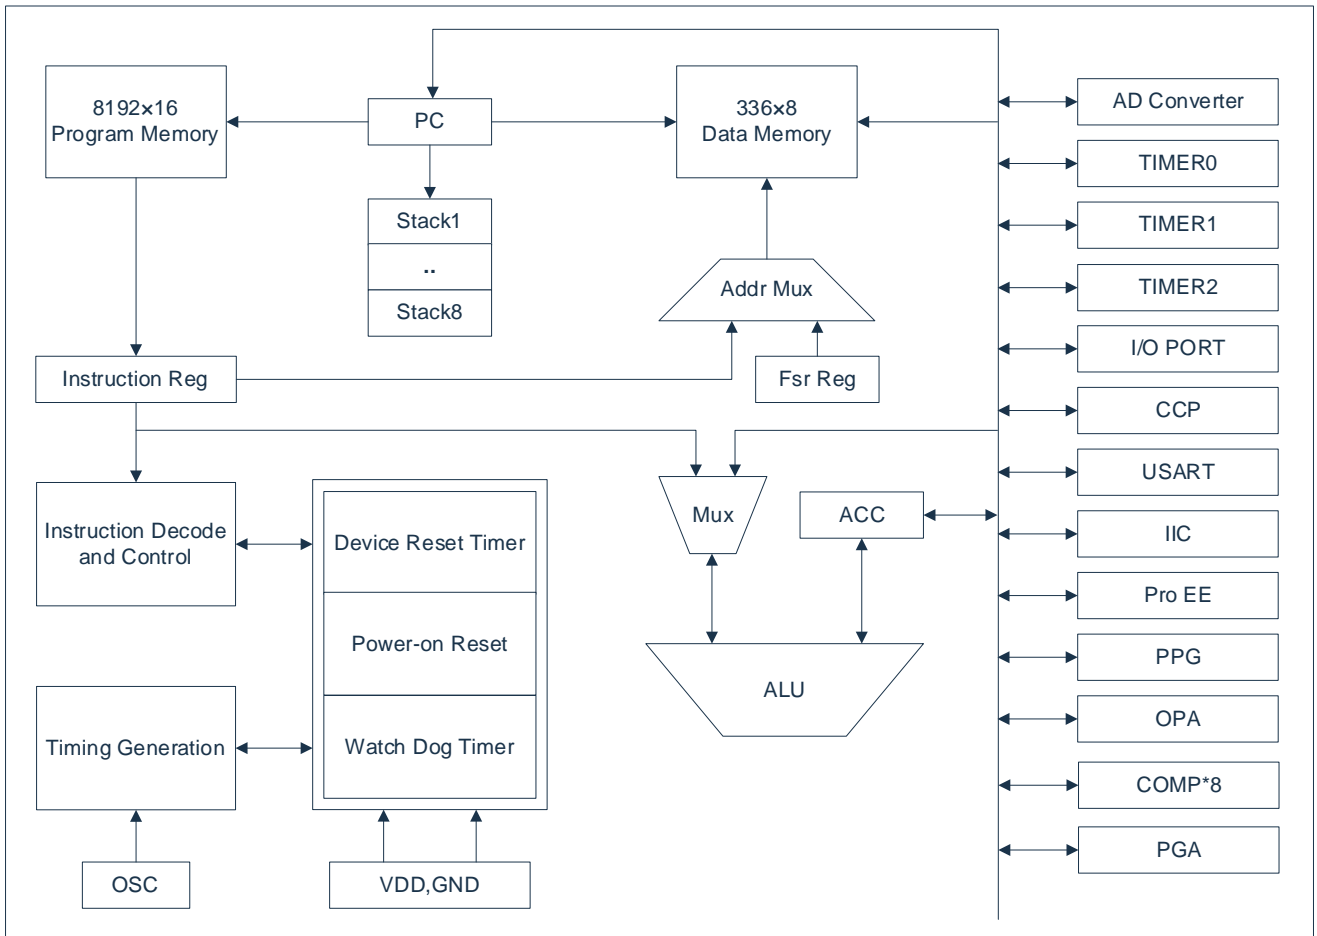 8192×16
Program Memory
PC
336×8
Data Memory
Stack1
..
Stack8
Addr Mux
Instruction Reg
Fsr Reg
Instruction Decode
and Control
Device Reset Timer
Power-on Reset
Watch Dog Timer
Timing Generation
OSC
VDD,GND
Mux
ACC
ALU
AD Converter
TIMER0
TIMER1
TIMER2
I/O PORT
CCP
USART
IIC
Pro EE
PPG
OPA
COMP*8
PGA